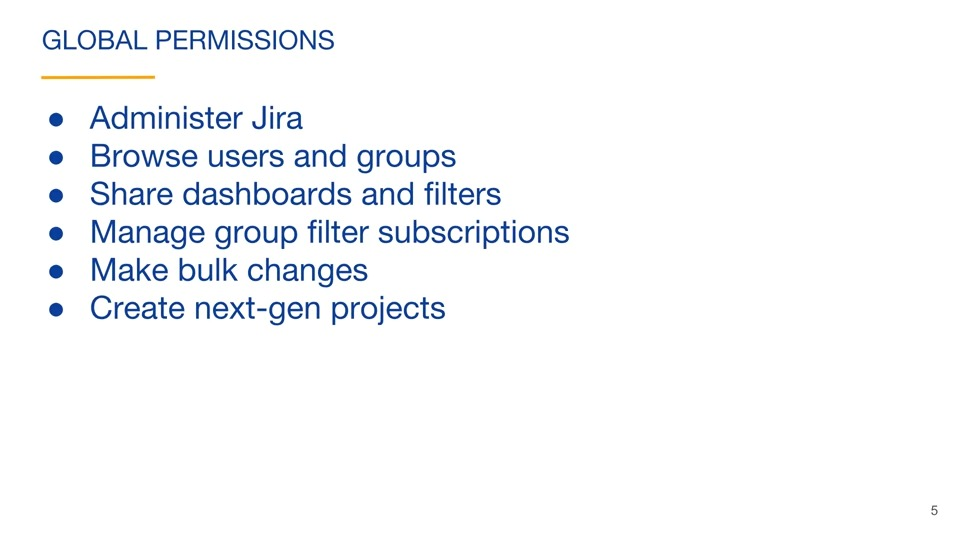 GLOBAL PERMISSIONS
● Administer Jira
● Browse users and groups
● Share dashboards and filters
● Manage group filter subscriptions
● Make bulk changes
● Create next-gen projects
5